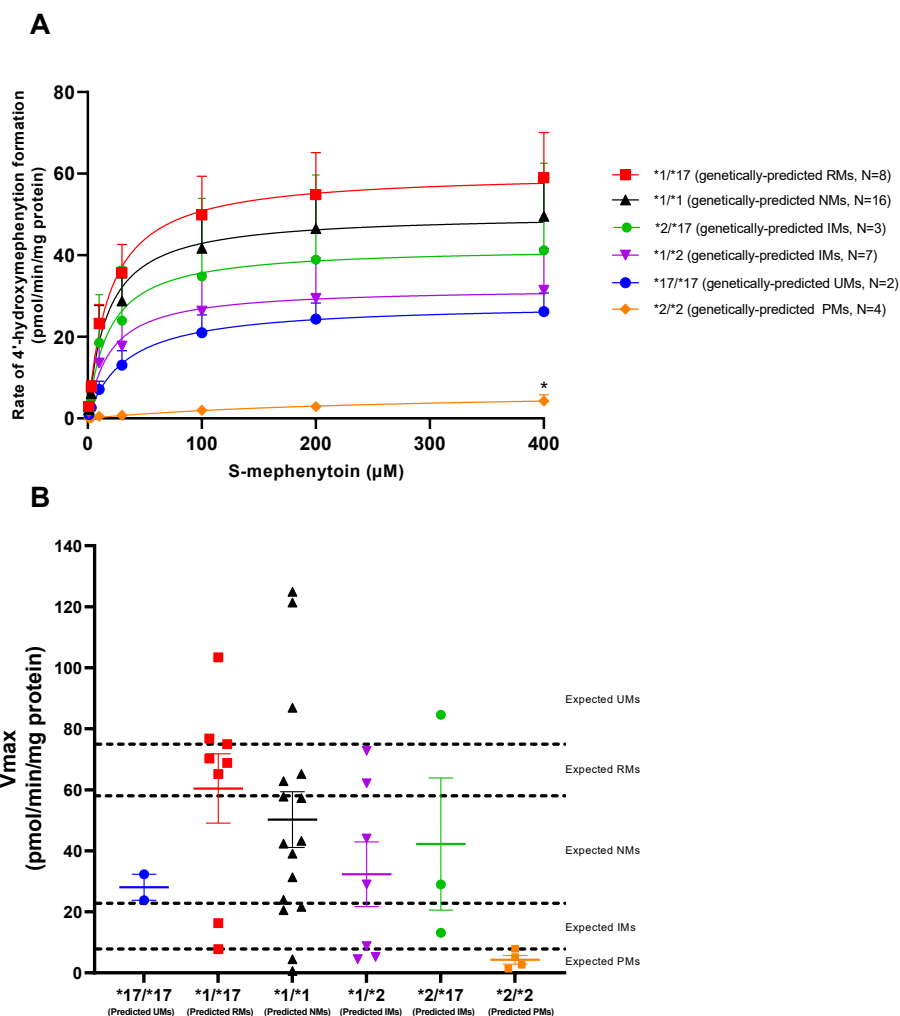 A
Rate of 4'-hydroxymephenytoin formation
(pmol/min/mg protein)
80
60
40
20
0
0
100
200
300
400
S-mephenytoin (µM)
*
*1/*17 (genetically-predicted RMs, N=8)
*1/*1 (genetically-predicted NMs, N=16)
*2/*17 (genetically-predicted IMs, N=3)
*1/*2 (genetically-predicted IMs, N=7)
*17/*17 (genetically-predicted UMs, N=2)
*2/*2 (genetically-predicted PMs, N=4)
B
Vmax
(pmol/min/mg protein)
140
120
100
80
60
40
20
0
Expected UMs
Expected RMs
Expected NMs
Expected IMs
Expected PMs
*17/*17 *1/*17 *1/*1 *1/*2 *2/*17 *2/*2
(Predicted UMs) (Predicted RMs) (Predicted NMs) (Predicted IMs) (Predicted IMs) (Predicted PMs)